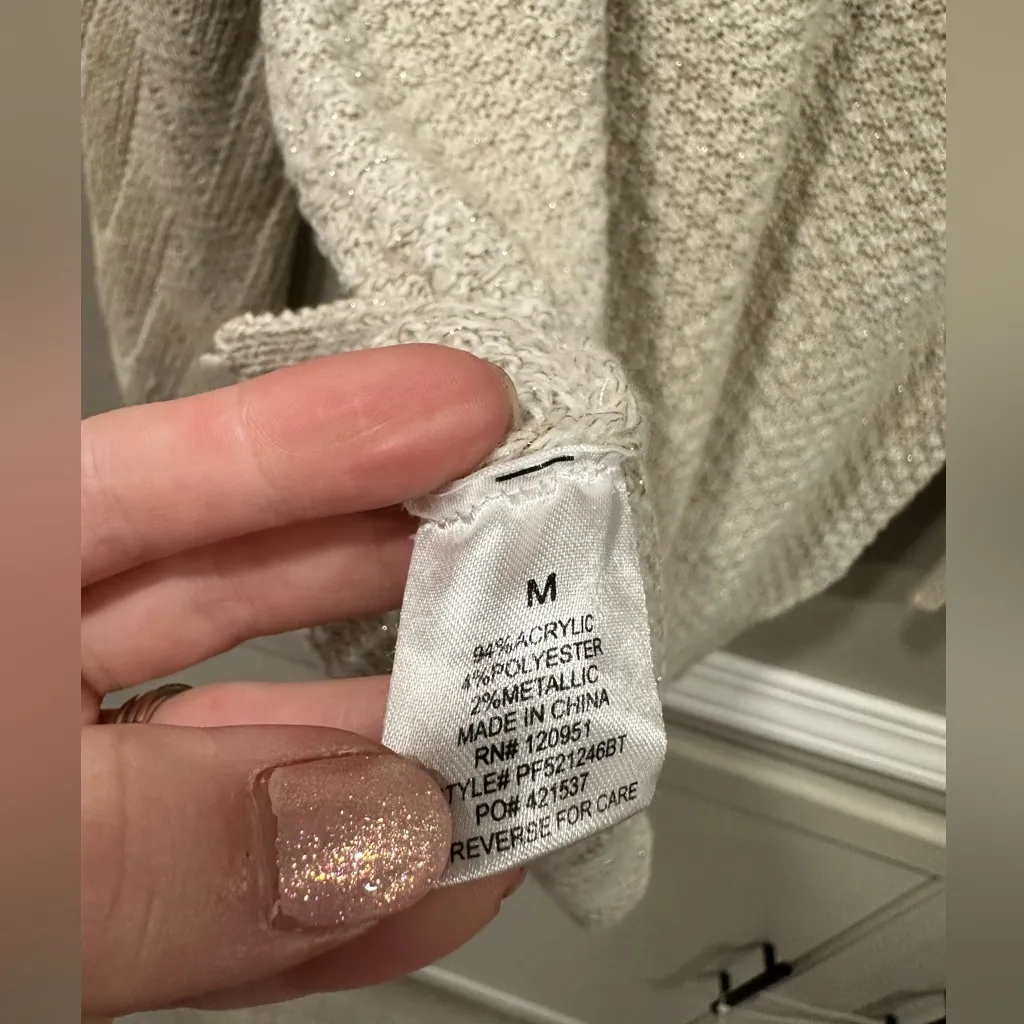 M
94%ACRYLIC
4%POLYESTER
2%METALLIC
MADE IN CHINA
RN# 120951
TYLE# PF521246BT
PO# 421537
REVERSE FOR CARE